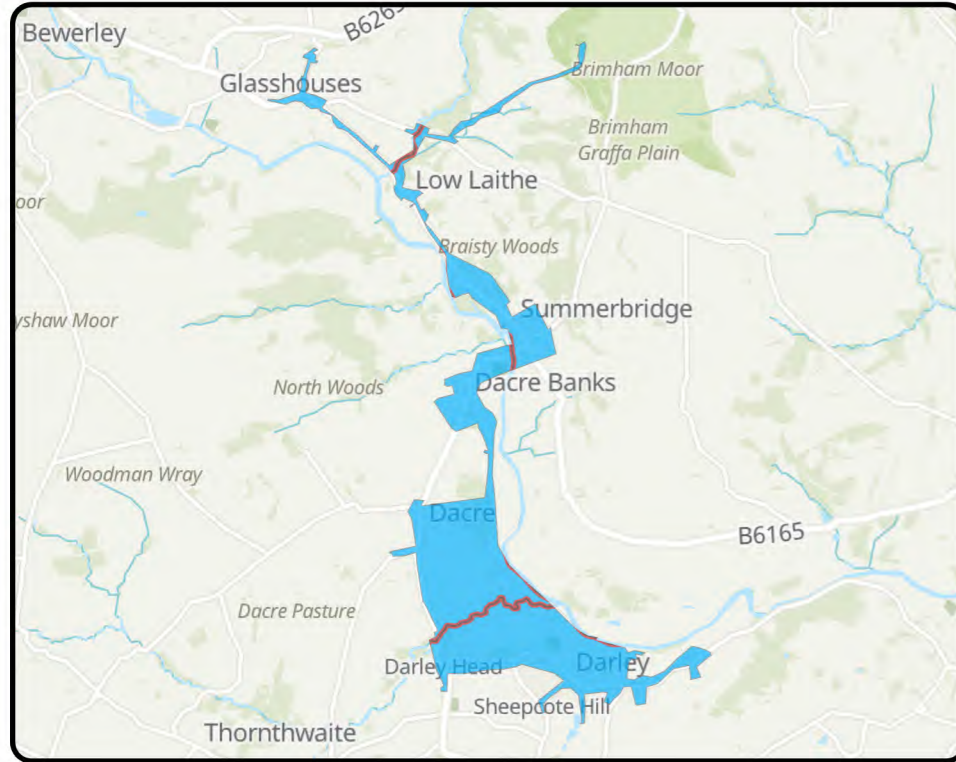 Bewerley
B6265
Glasshouses
Brimham Moor
Brimham
Graffa Plain
Low Laithe
oor
Braisty Woods
Summerbridge
yshaw Moor
North Woods
Dacre Banks
Woodman Wray
Dacre
B6165
Dacre Pasture
Darley Head
Darley
Sheepcote Hill
Thornthwaite